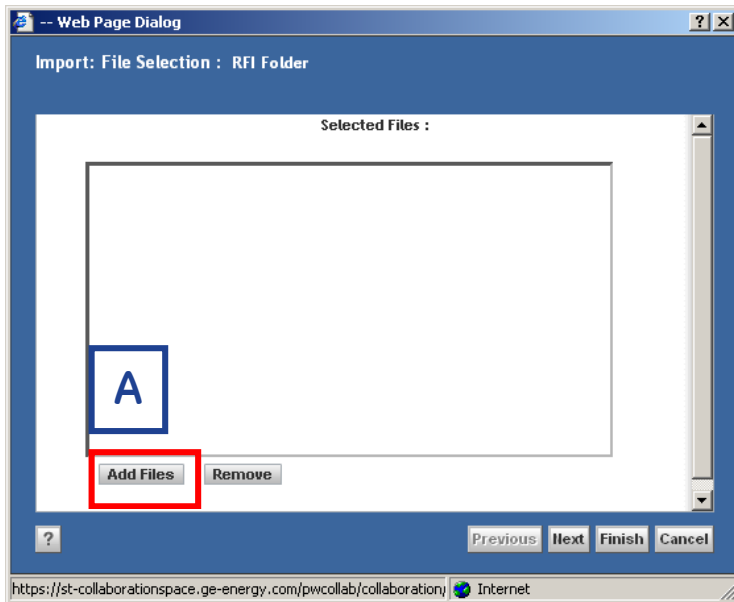 -- Web Page Dialog ? X
Import: File Selection : RFI Folder
Selected Files :
A
Add Files Remove
? Previous Next Finish Cancel
https://st-collaborationspace.ge-energy.com/pwcollab/collaboration/ Internet